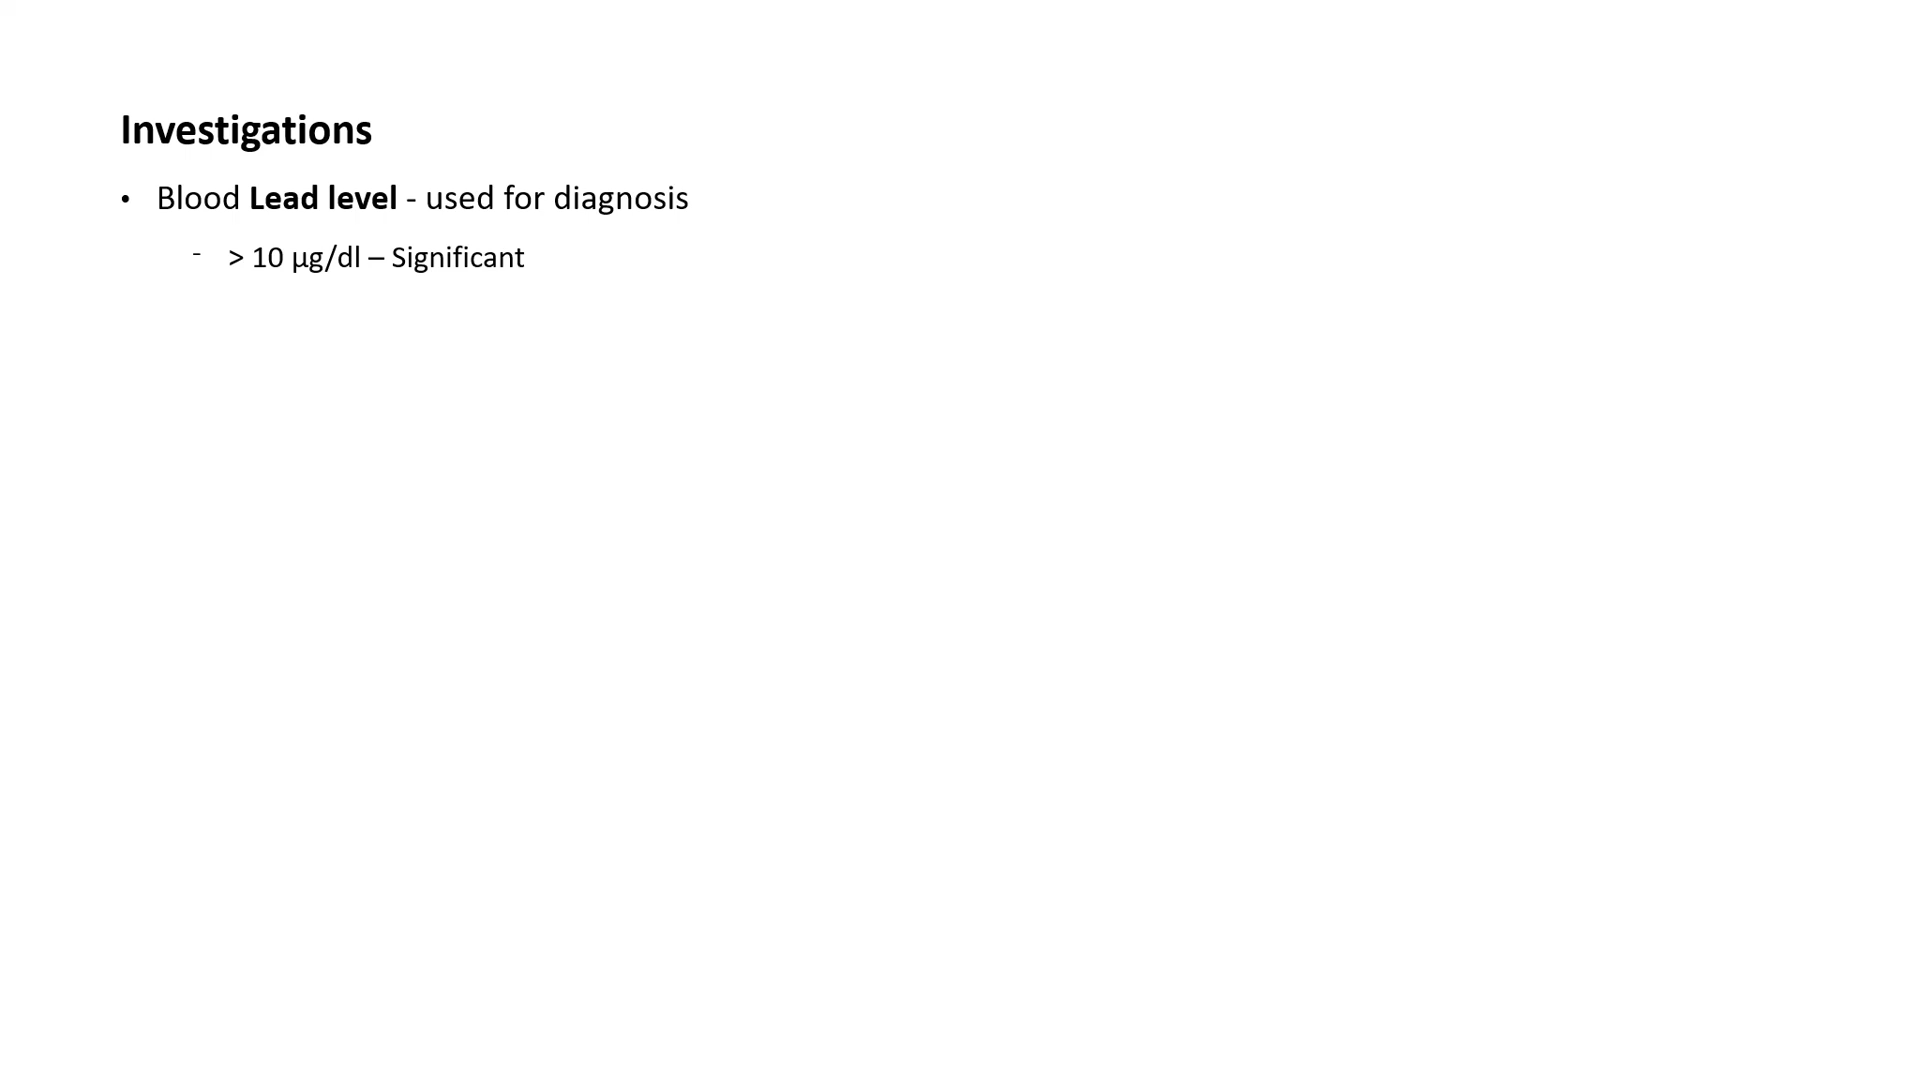 Investigations
• Blood Lead level - used for diagnosis
- > 10 µg/dl – Significant